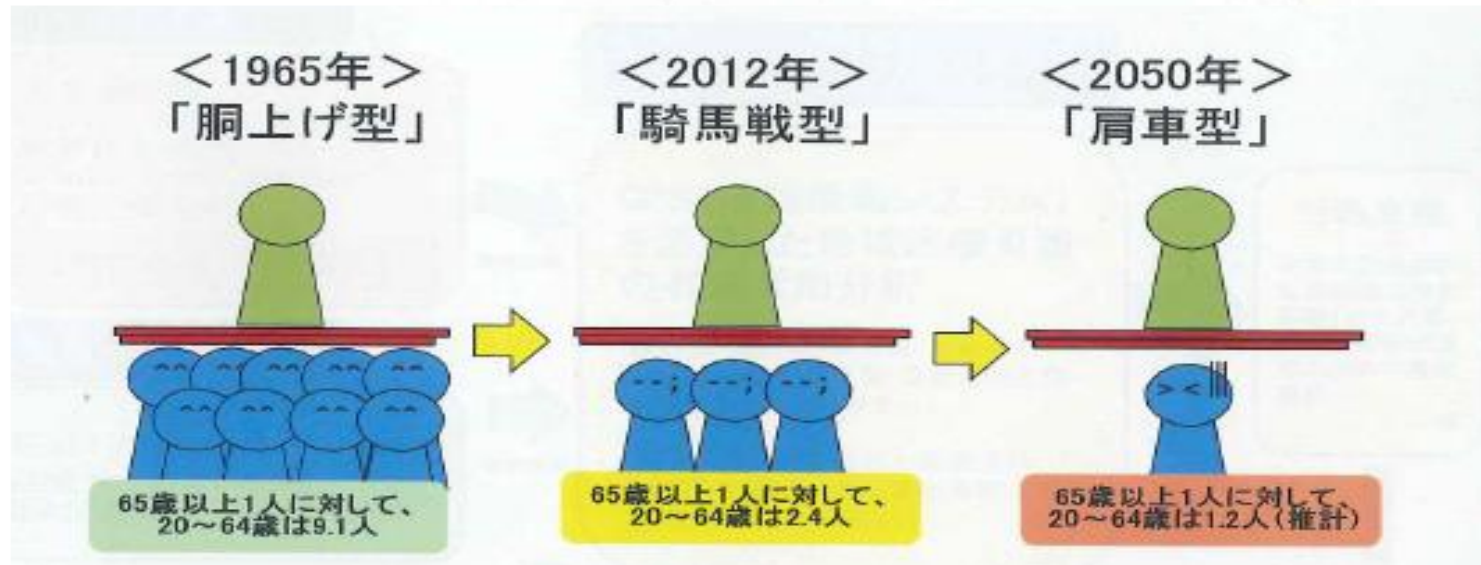 ＜1965年＞
「胴上げ型」
＜2012年＞
「騎馬戦型」
＜2050年＞
「肩車型」
65歳以上1人に対して、
20～64歳は9.1人
65歳以上1人に対して、
20～64歳は2.4人
65歳以上1人に対して、
20～64歳は1.2人(推計)